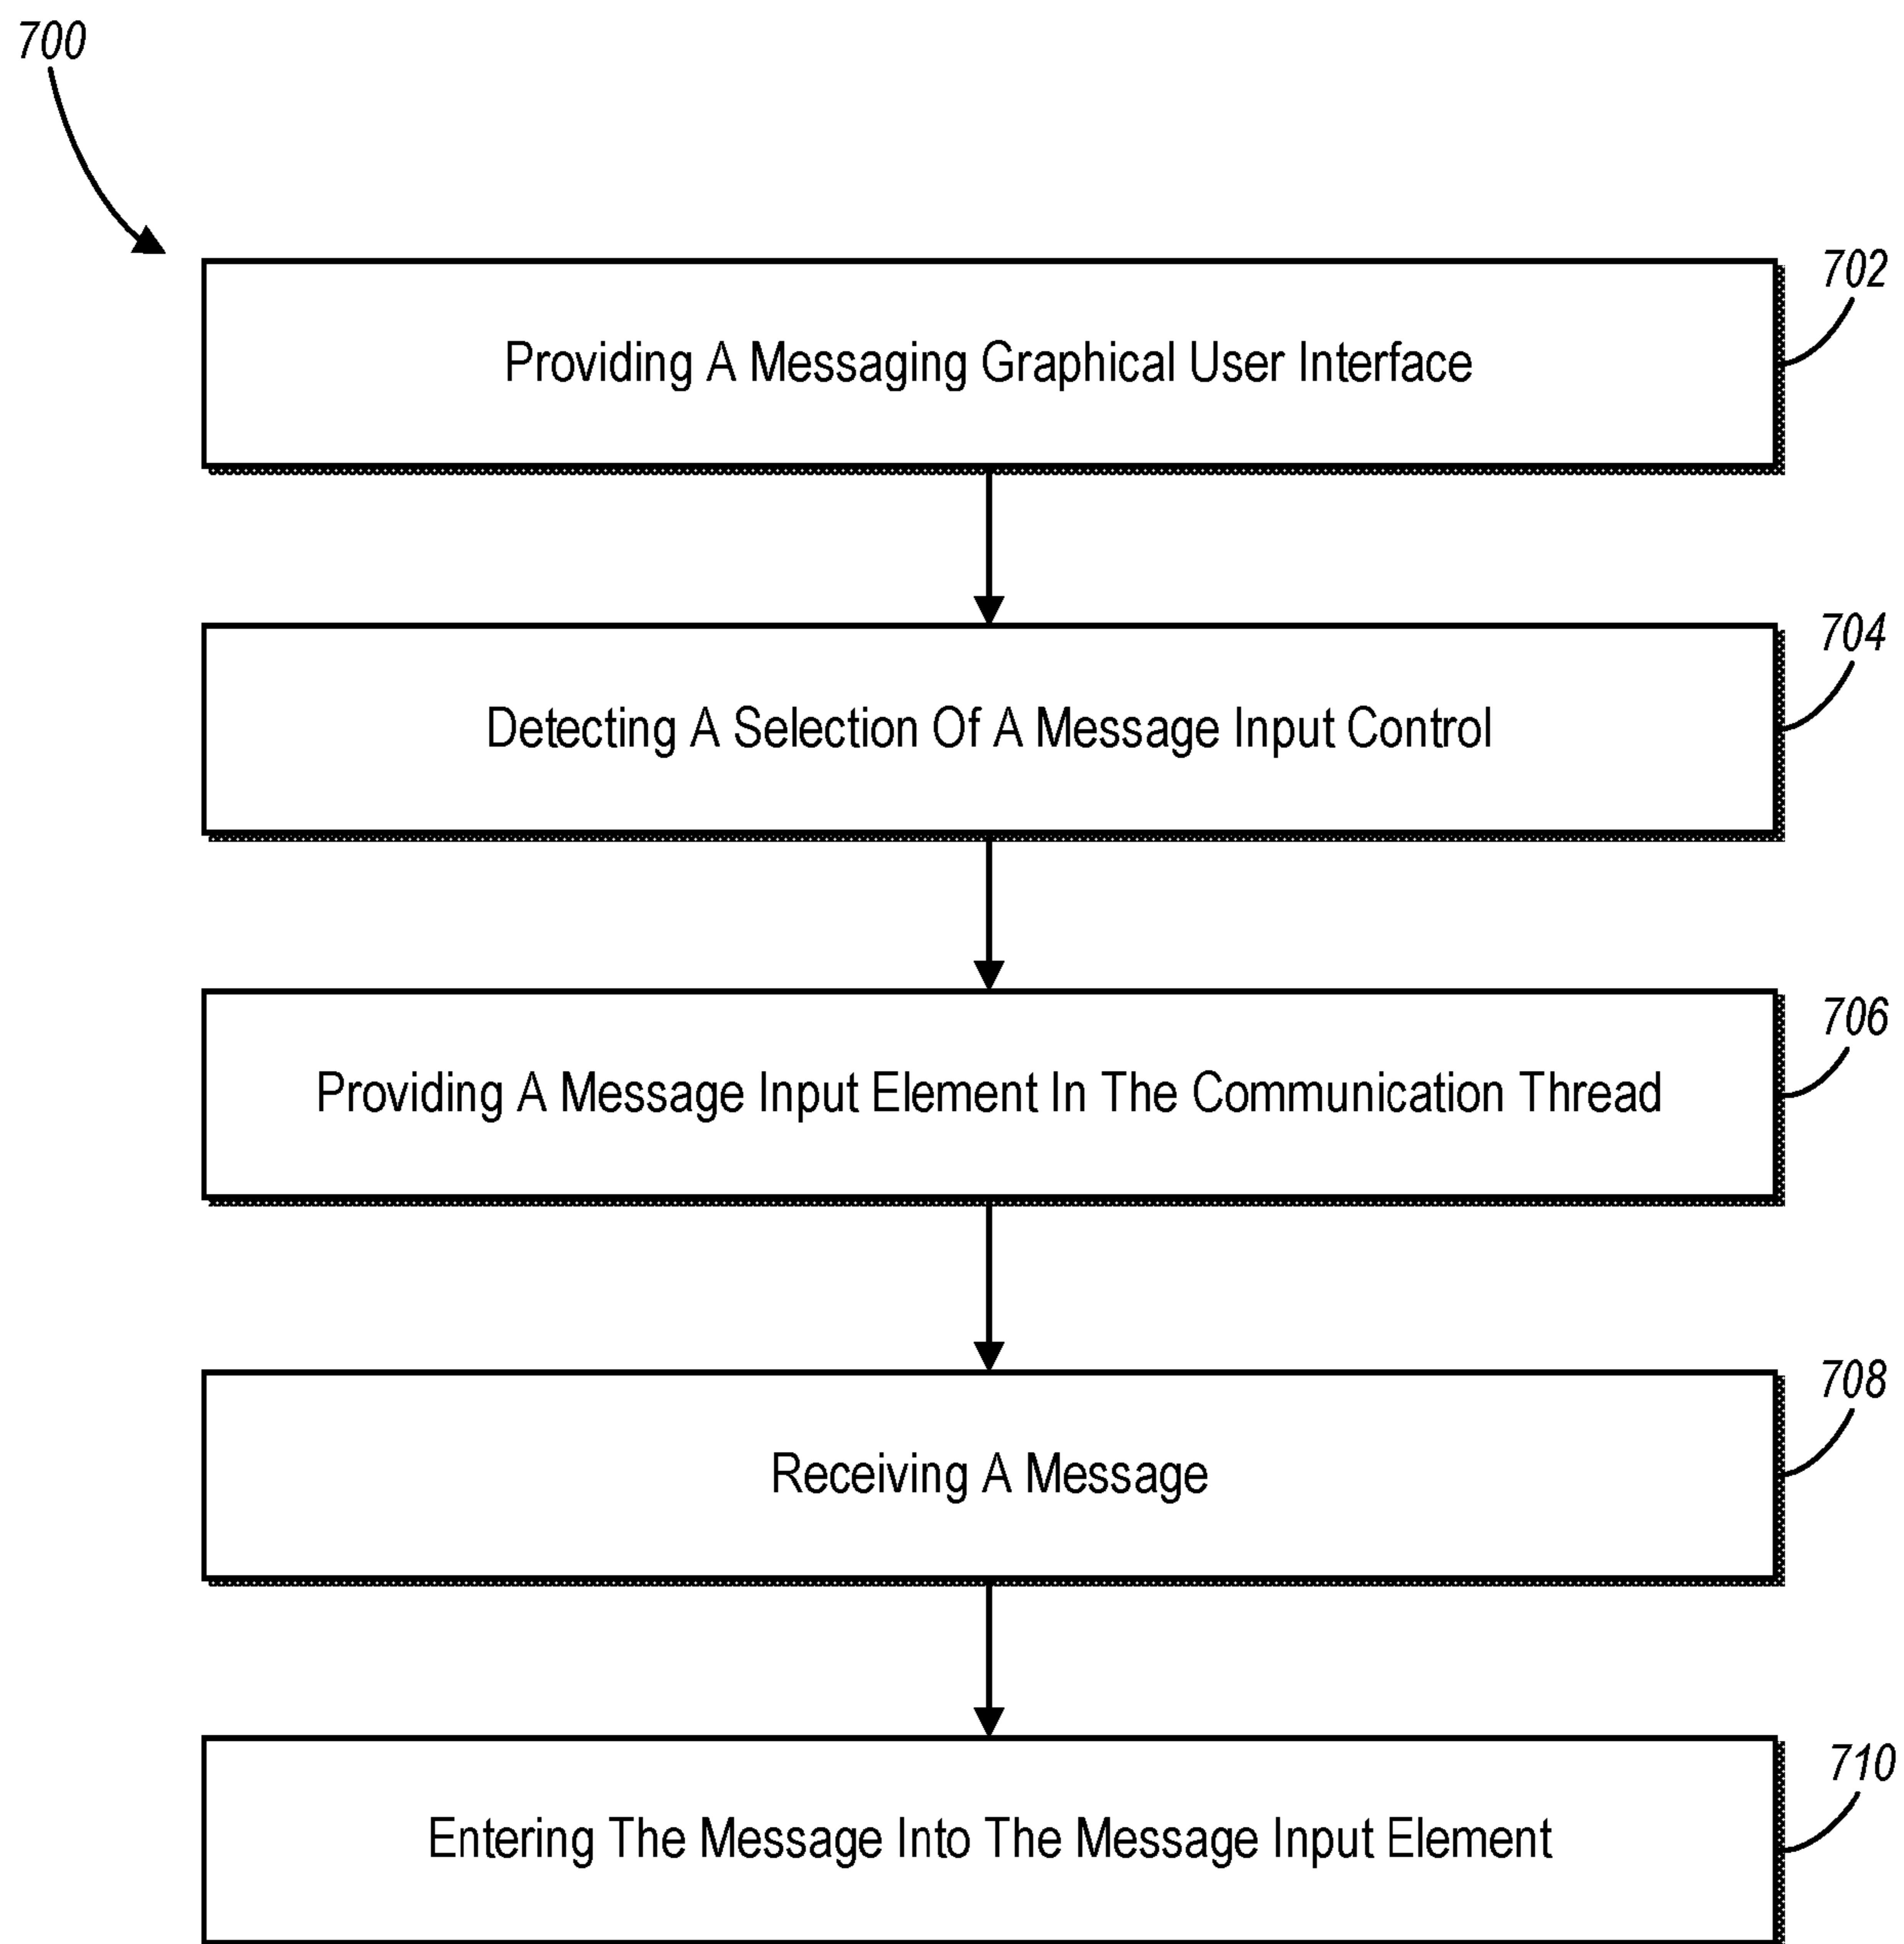 700
702
Providing A Messaging Graphical User Interface
704
Detecting A Selection Of A Message Input Control
706
Providing A Message Input Element In The Communication Thread
708
Receiving A Message
710
Entering The Message Into The Message Input Element